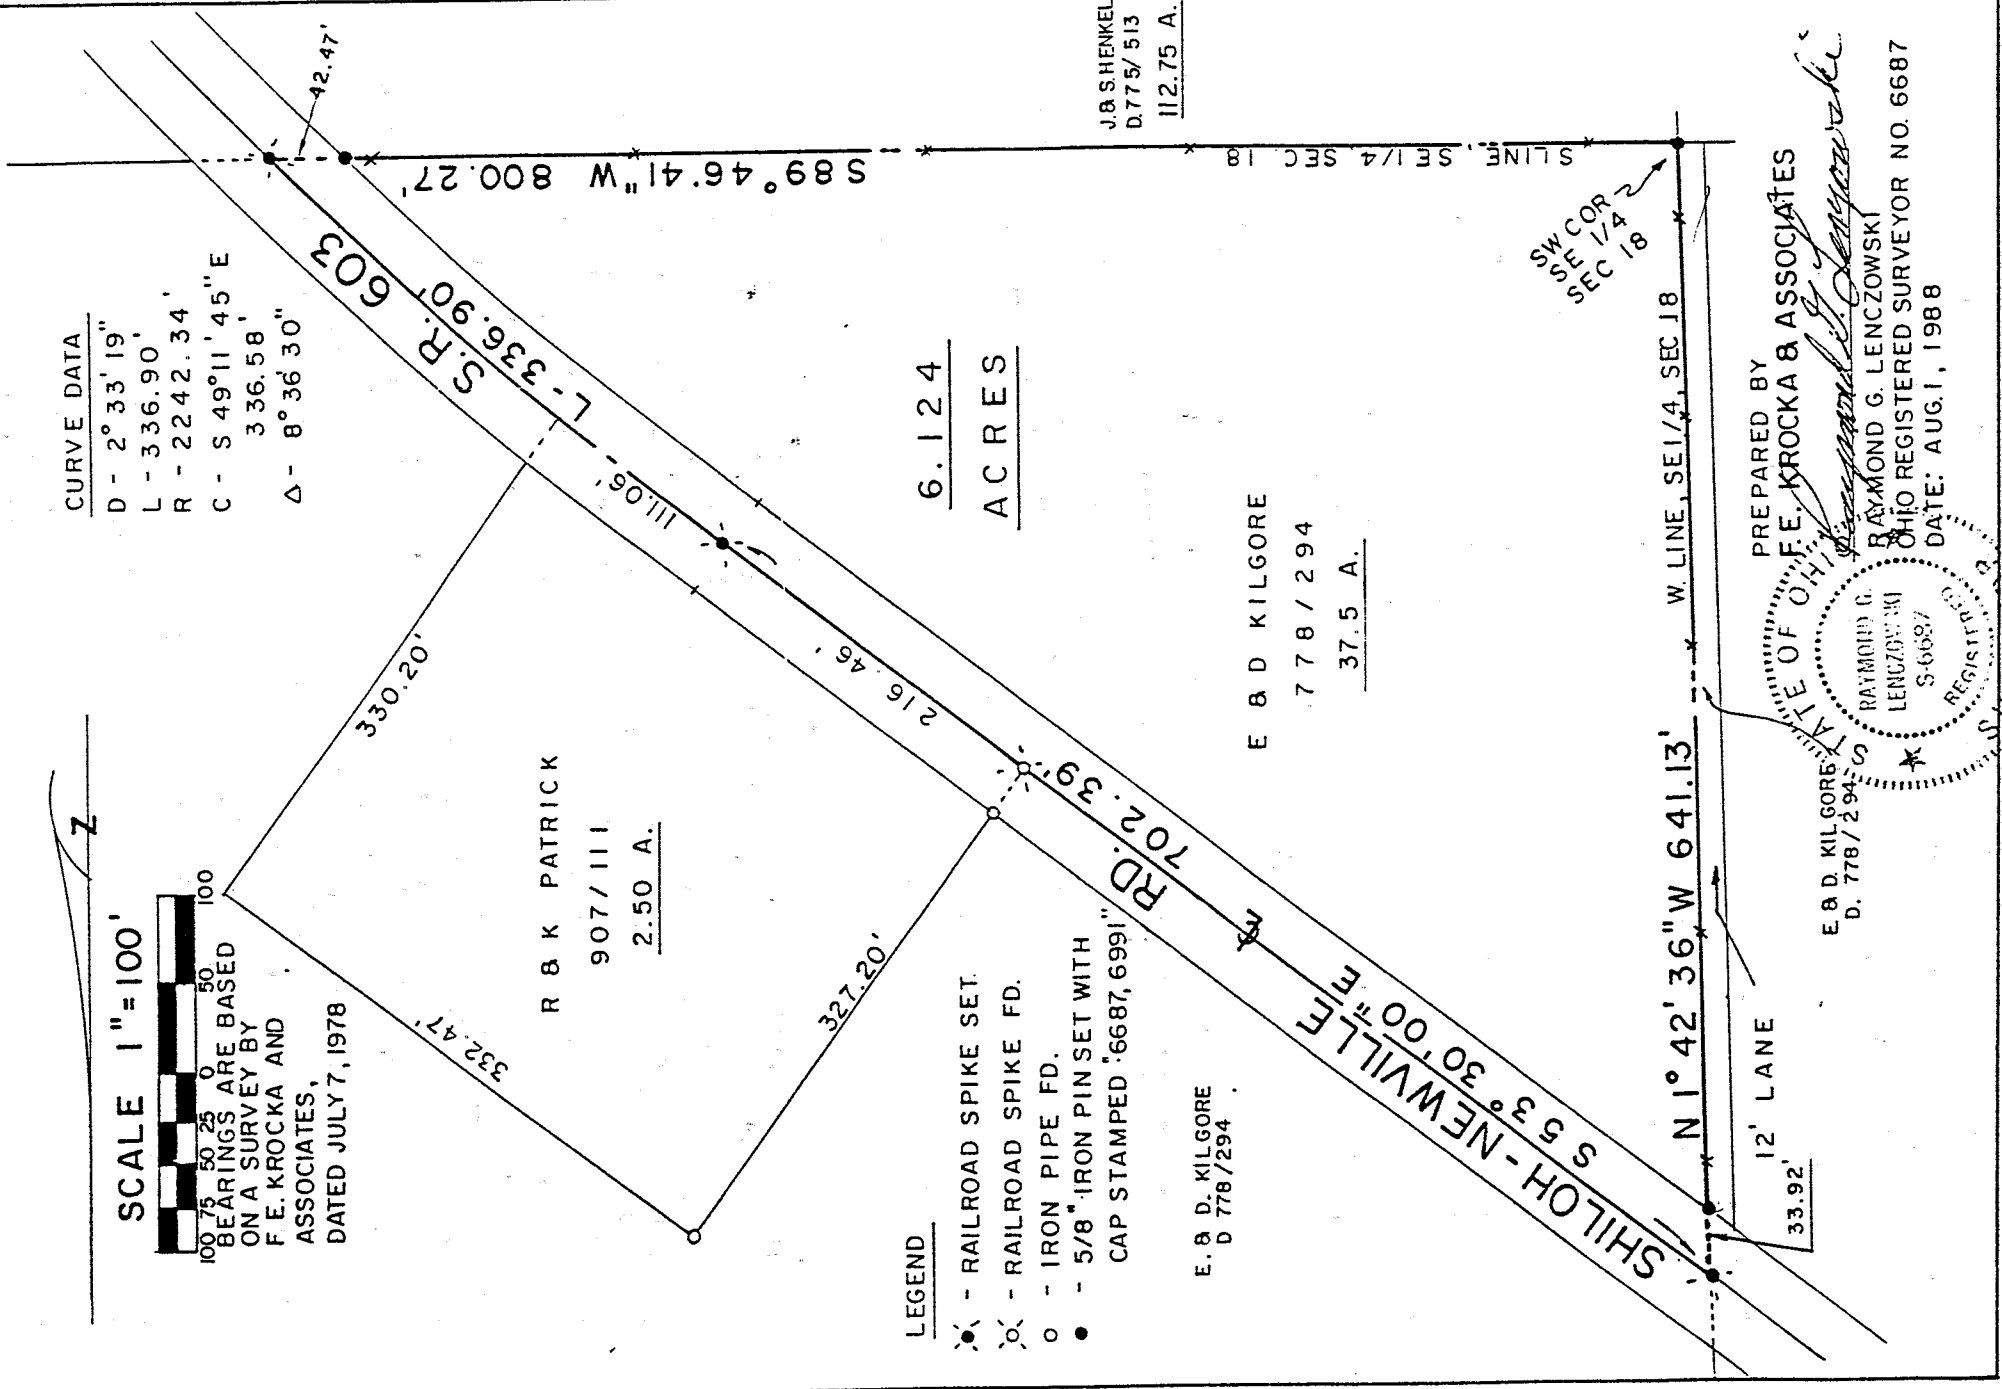 SCALE 1"=100'
100 75 50 25 0 50 100
BEARINGS ARE BASED
ON A SURVEY BY
F.E. KROCKA AND
ASSOCIATES,
DATED JULY 7, 1978
N
CURVE DATA
D - 2°33'19"
L - 336.90'
R - 2242.34'
C - S 49°11'45"E
336.58'
Δ - 8°36'30"
42.47'
S 89°46'41" W 800.27'
S LINE, SE 1/4 SEC. 18
J. & S. HENKEL
D. 775/513
112.75 A.
S.R. 603
L - 336.90'
111.06'
216.46'
330.20'
332.47'
327.20'
R & K PATRICK
907/111
2.50 A.
6.124
ACRES
E & D KILGORE
778/294
37.5 A.
SW COR
SE 1/4
SEC 18
W. LINE, SE 1/4, SEC 18
N 1° 42' 36" W 641.13'
12' LANE
33.92'
SHILOH - NEWVILLE RD.
S 53° 30' 00" E 702.39'
LEGEND
- RAILROAD SPIKE SET
- RAILROAD SPIKE FD.
- IRON PIPE FD.
- 5/8" IRON PIN SET WITH
CAP STAMPED "6687, 6991"
E. & D. KILGORE
D 778/294
E. & D. KILGORE
D. 778/294
PREPARED BY
F.E. KROCKA & ASSOCIATES
RAYMOND G. LENCZOWSKI
OHIO REGISTERED SURVEYOR NO. 6687
DATE: AUG. 1, 1988
STATE OF OHIO
RAYMOND G.
LENCZOWSKI
S-6687
REGISTERED